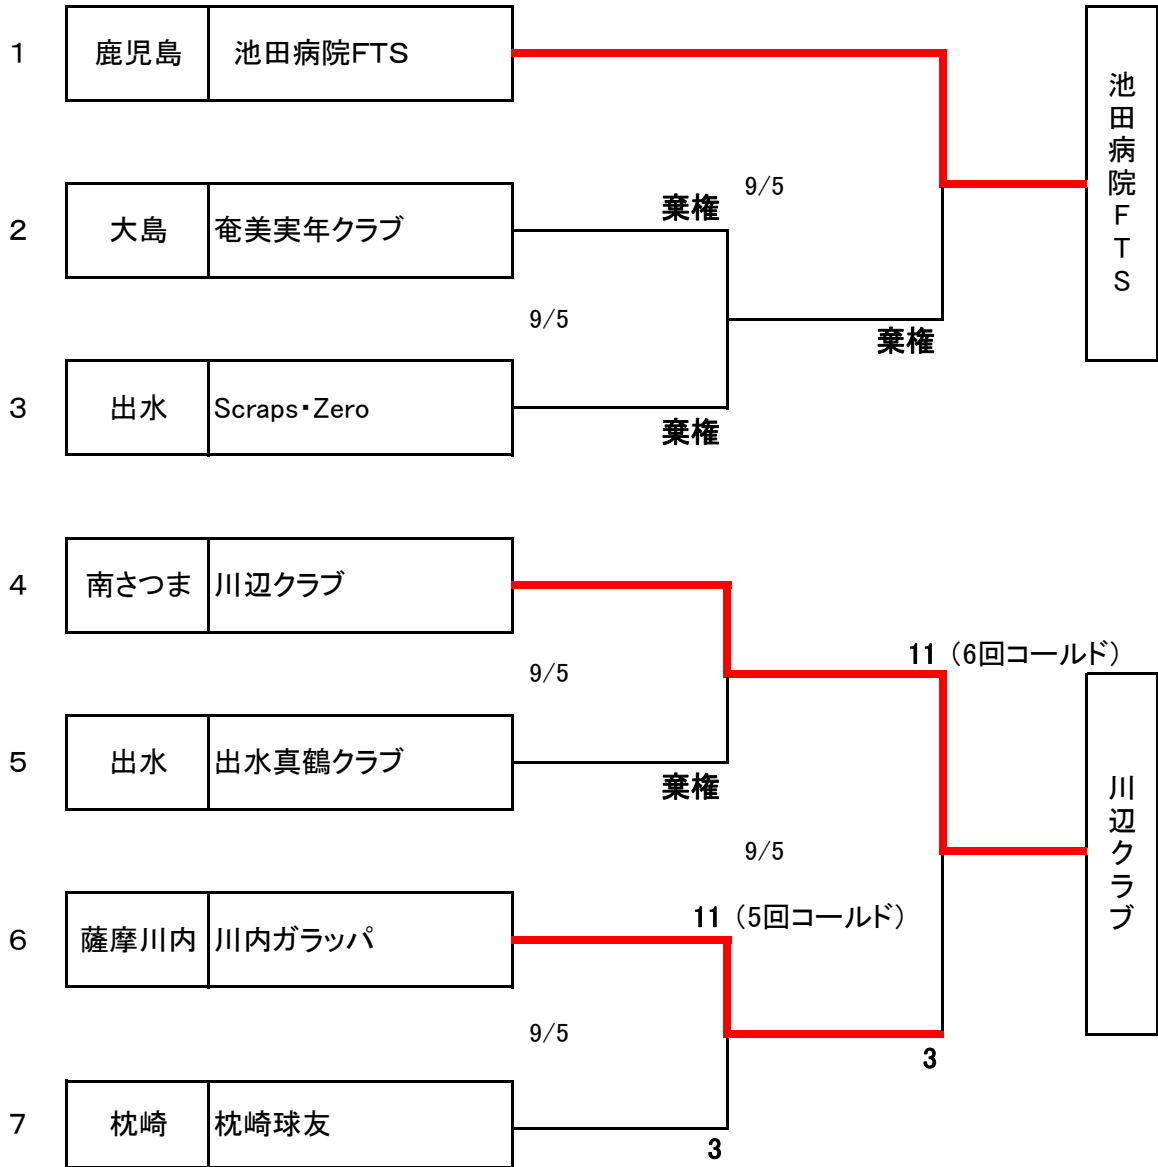 1 鹿児島 池田病院FTS
池田病院FTS
9/5
棄権
2 大島 奄美実年クラブ
9/5
棄権
3 出水 Scraps・Zero
棄権
4 南さつま 川辺クラブ
11（6回コールド）
9/5
5 出水 出水真鶴クラブ
棄権
川辺クラブ
9/5
11（5回コールド）
6 薩摩川内 川内ガラッパ
9/5
3
7 枕崎 枕崎球友
3